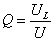 Q = U_L / U